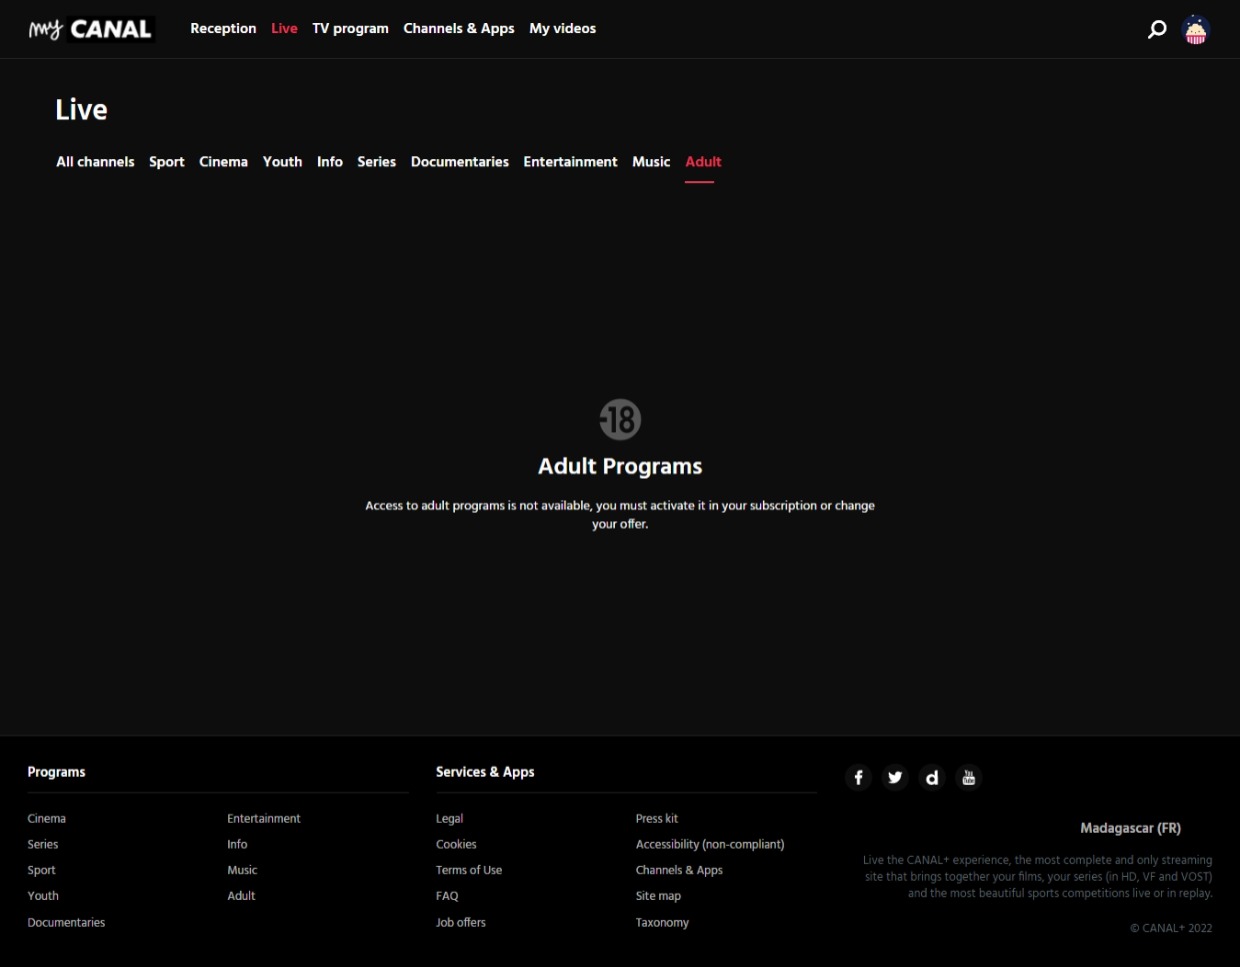 my CANAL Reception Live TV program Channels & Apps My videos
Live
All channels Sport Cinema Youth Info Series Documentaries Entertainment Music Adult
-18
Adult Programs
Access to adult programs is not available, you must activate it in your subscription or change
your offer.
Programs
Cinema
Series
Sport
Youth
Documentaries
Entertainment
Info
Music
Adult
Services & Apps
Legal
Cookies
Terms of Use
FAQ
Job offers
Press kit
Accessibility (non-compliant)
Channels & Apps
Site map
Taxonomy
f d You Tube
Madagascar (FR)
Live the CANAL+ experience, the most complete and only streaming
site that brings together your films, your series (in HD, VF and VOST)
and the most beautiful sports competitions live or in replay.
© CANAL+ 2022